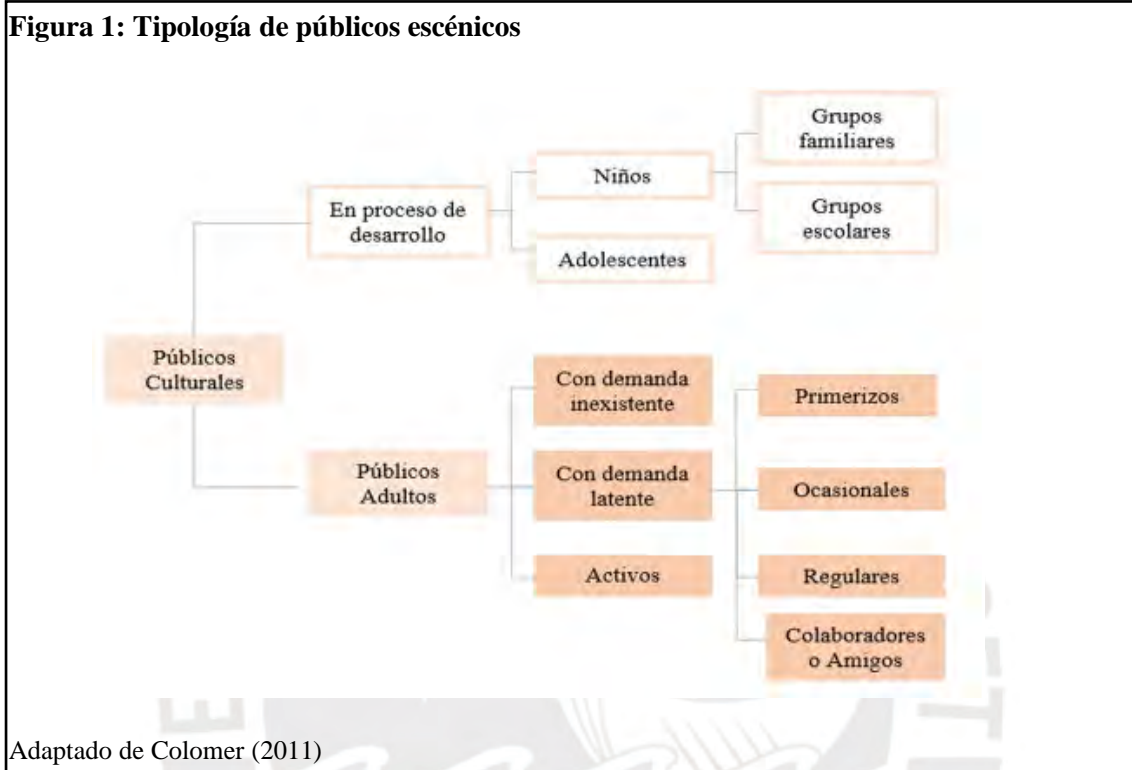 Figura 1: Tipología de públicos escénicos
Grupos
familiares
Niños
En proceso de
desarrollo
Grupos
escolares
Adolescentes
Públicos
Culturales
Con demanda
inexistente
Primerizos
Públicos
Adultos
Con demanda
latente
Ocasionales
Activos
Regulares
Colaboradores
o Amigos
Adaptado de Colomer (2011)